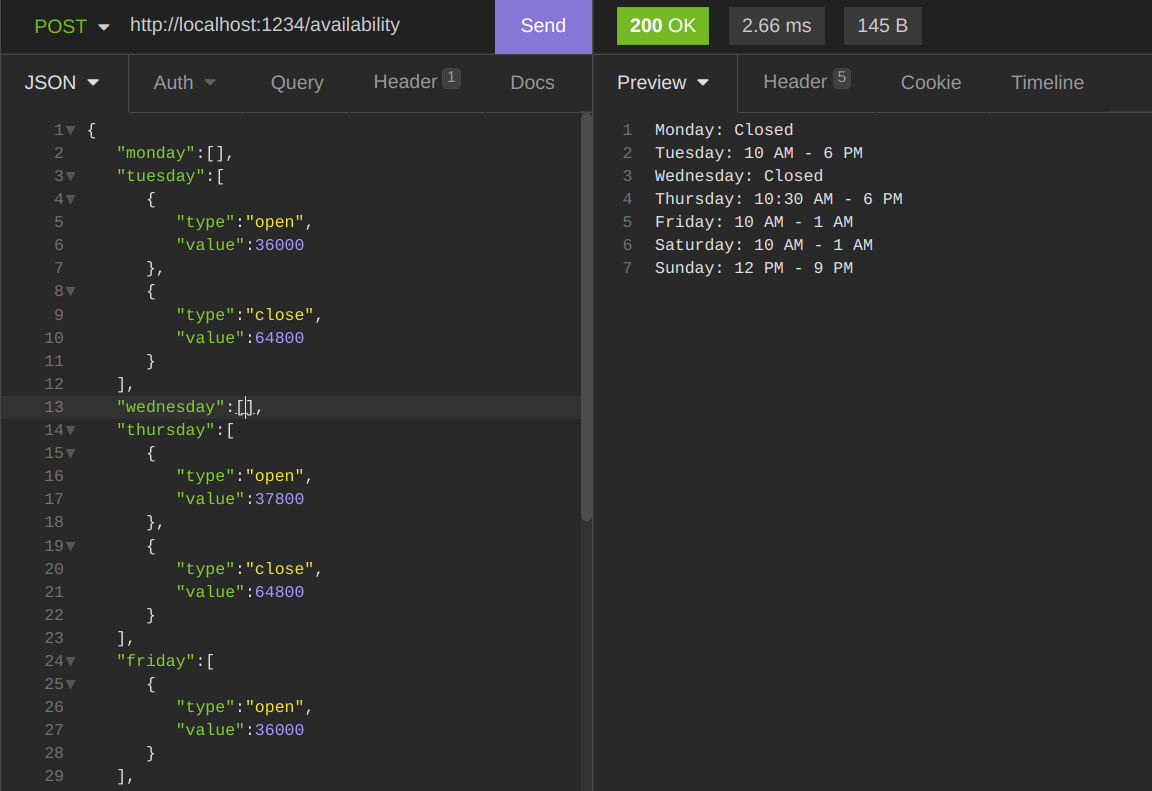 POST http://localhost:1234/availability Send 200 OK 2.66 ms 145 B
JSON Auth Query Header 1 Docs Preview Header 5 Cookie Timeline
1 {
2 "monday":[],
3 "tuesday":[
4 {
5 "type":"open",
6 "value":36000
7 },
8 {
9 "type":"close",
10 "value":64800
11 }
12 ],
13 "wednesday":[],
14 "thursday":[
15 {
16 "type":"open",
17 "value":37800
18 },
19 {
20 "type":"close",
21 "value":64800
22 }
23 ],
24 "friday":[
25 {
26 "type":"open",
27 "value":36000
28 }
29 ],
1 Monday: Closed
2 Tuesday: 10 AM - 6 PM
3 Wednesday: Closed
4 Thursday: 10:30 AM - 6 PM
5 Friday: 10 AM - 1 AM
6 Saturday: 10 AM - 1 AM
7 Sunday: 12 PM - 9 PM